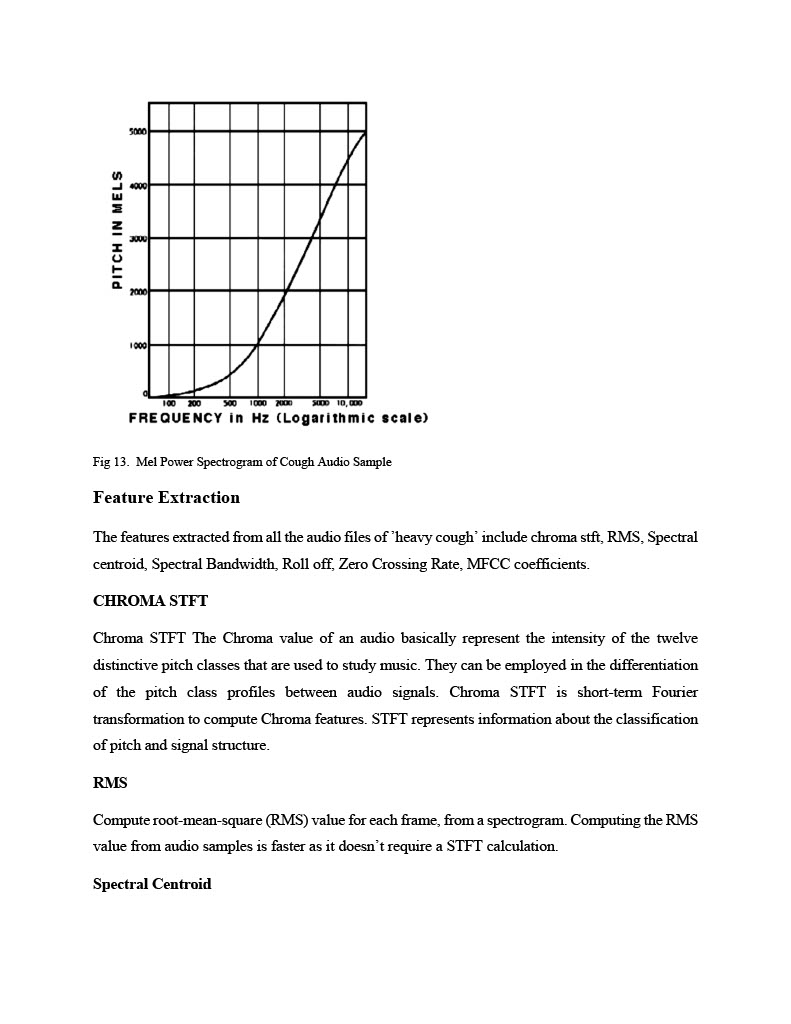 5000
4000
3000
2000
1000
0
PITCH IN MELS
100 200 500 1000 2000 5000 10,000
FREQUENCY in Hz (Logarithmic scale)
Fig 13.  Mel Power Spectrogram of Cough Audio Sample
Feature Extraction
The features extracted from all the audio files of ’heavy cough’ include chroma stft, RMS, Spectral
centroid, Spectral Bandwidth, Roll off, Zero Crossing Rate, MFCC coefficients.
CHROMA STFT
Chroma STFT The Chroma value of an audio basically represent the intensity of the twelve
distinctive pitch classes that are used to study music. They can be employed in the differentiation
of the pitch class profiles between audio signals. Chroma STFT is short-term Fourier
transformation to compute Chroma features. STFT represents information about the classification
of pitch and signal structure.
RMS
Compute root-mean-square (RMS) value for each frame, from a spectrogram. Computing the RMS
value from audio samples is faster as it doesn’t require a STFT calculation.
Spectral Centroid